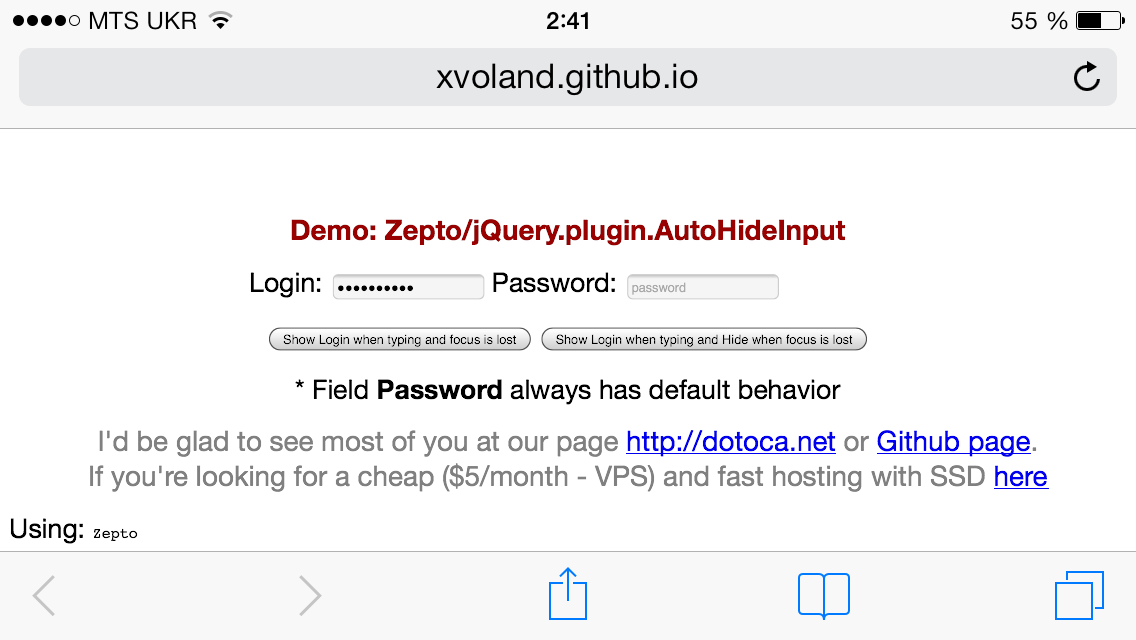 MTS UKR 2:41 55 %
xvoland.github.io
Demo: Zepto/jQuery.plugin.AutoHideInput
Login: •••••••••• Password: password
Show Login when typing and focus is lost Show Login when typing and Hide when focus is lost
* Field Password always has default behavior
I'd be glad to see most of you at our page http://dotoca.net or Github page.
If you're looking for a cheap ($5/month - VPS) and fast hosting with SSD here
Using: Zepto